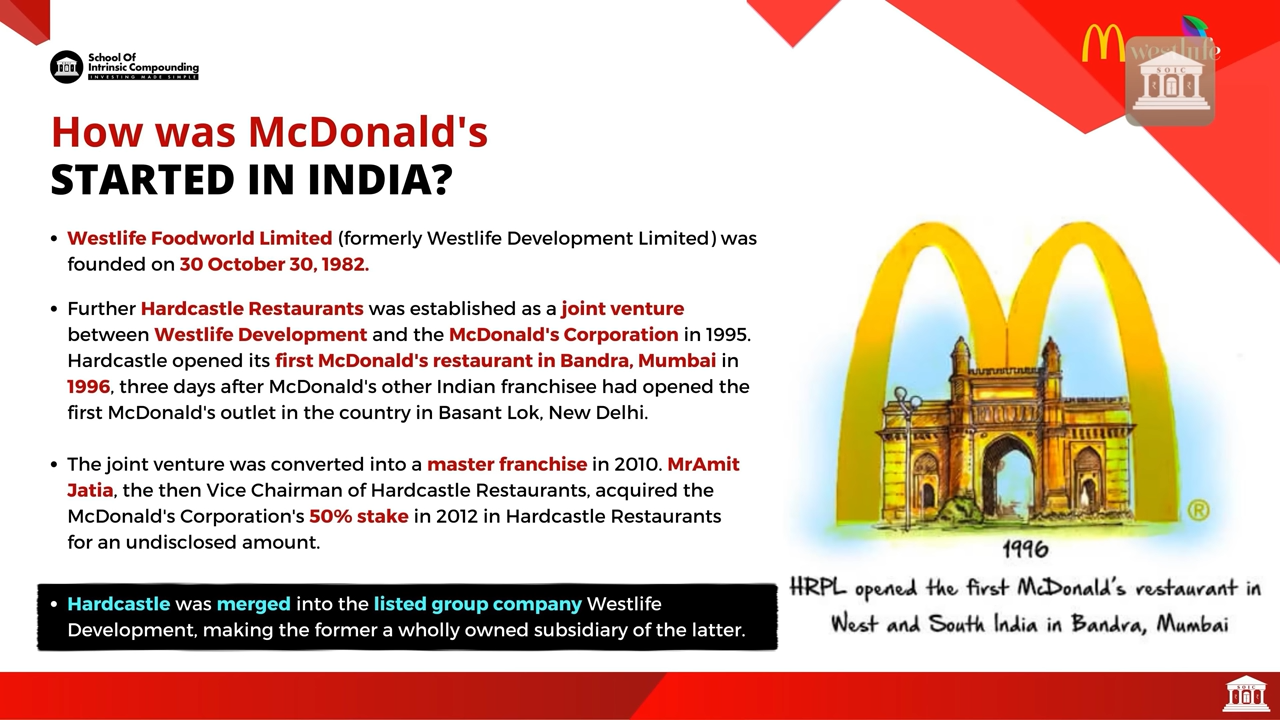 School Of
Intrinsic Compounding
INVESTING MADE SIMPLE
westlife
SOIC
How was McDonald's
STARTED IN INDIA?
• Westlife Foodworld Limited (formerly Westlife Development Limited) was
founded on 30 October 30, 1982.
• Further Hardcastle Restaurants was established as a joint venture
between Westlife Development and the McDonald's Corporation in 1995.
Hardcastle opened its first McDonald's restaurant in Bandra, Mumbai in
1996, three days after McDonald's other Indian franchisee had opened the
first McDonald's outlet in the country in Basant Lok, New Delhi.
• The joint venture was converted into a master franchise in 2010. MrAmit
Jatia, the then Vice Chairman of Hardcastle Restaurants, acquired the
McDonald's Corporation's 50% stake in 2012 in Hardcastle Restaurants
for an undisclosed amount.
• Hardcastle was merged into the listed group company Westlife
Development, making the former a wholly owned subsidiary of the latter.
®
1996
HRPL opened the first McDonald's restaurant in
West and South India in Bandra, Mumbai
SOIC